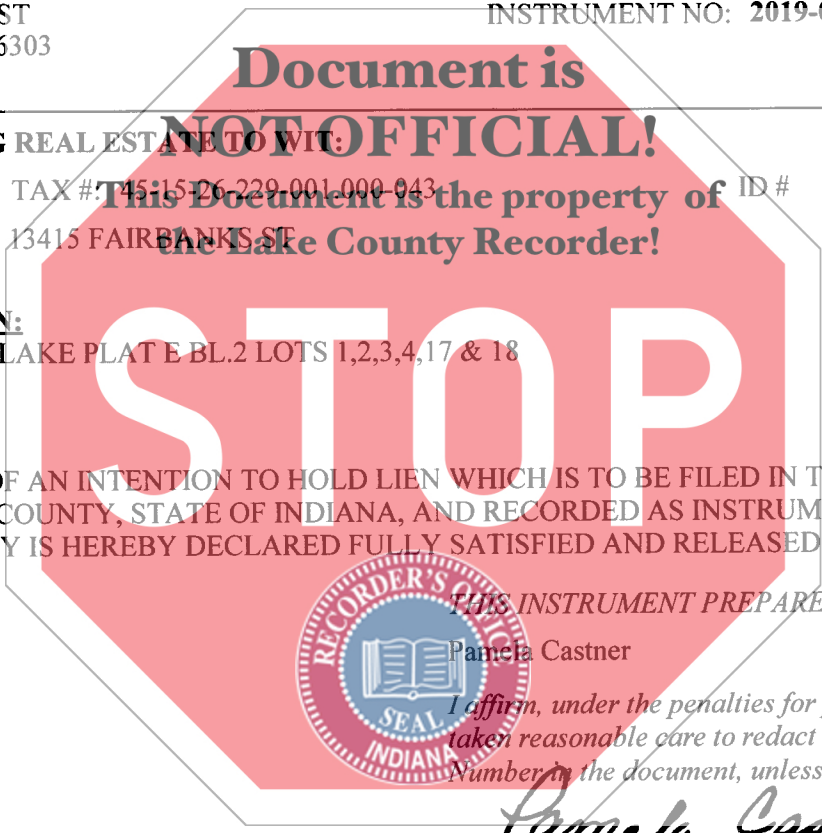 ST
INSTRUMENT NO: 2019-0
6303
Document is
NOT OFFICIAL!
G REAL ESTATE TO WIT:
TAX #: 45-15-26-229-001.000-043
ID #
This Document is the property of
13415 FAIRBANKS ST
the Lake County Recorder!
N:
LAKE PLAT E BL.2 LOTS 1,2,3,4,17 & 18
STOP
OF AN INTENTION TO HOLD LIEN WHICH IS TO BE FILED IN T
COUNTY, STATE OF INDIANA, AND RECORDED AS INSTRUM
Y IS HEREBY DECLARED FULLY SATISFIED AND RELEASED
RECORDER'S OFFICE
SEAL
INDIANA
THIS INSTRUMENT PREPARE
Pamela Castner
I affirm, under the penalties for
taken reasonable care to redact
Number in the document, unless
Pamela Cas